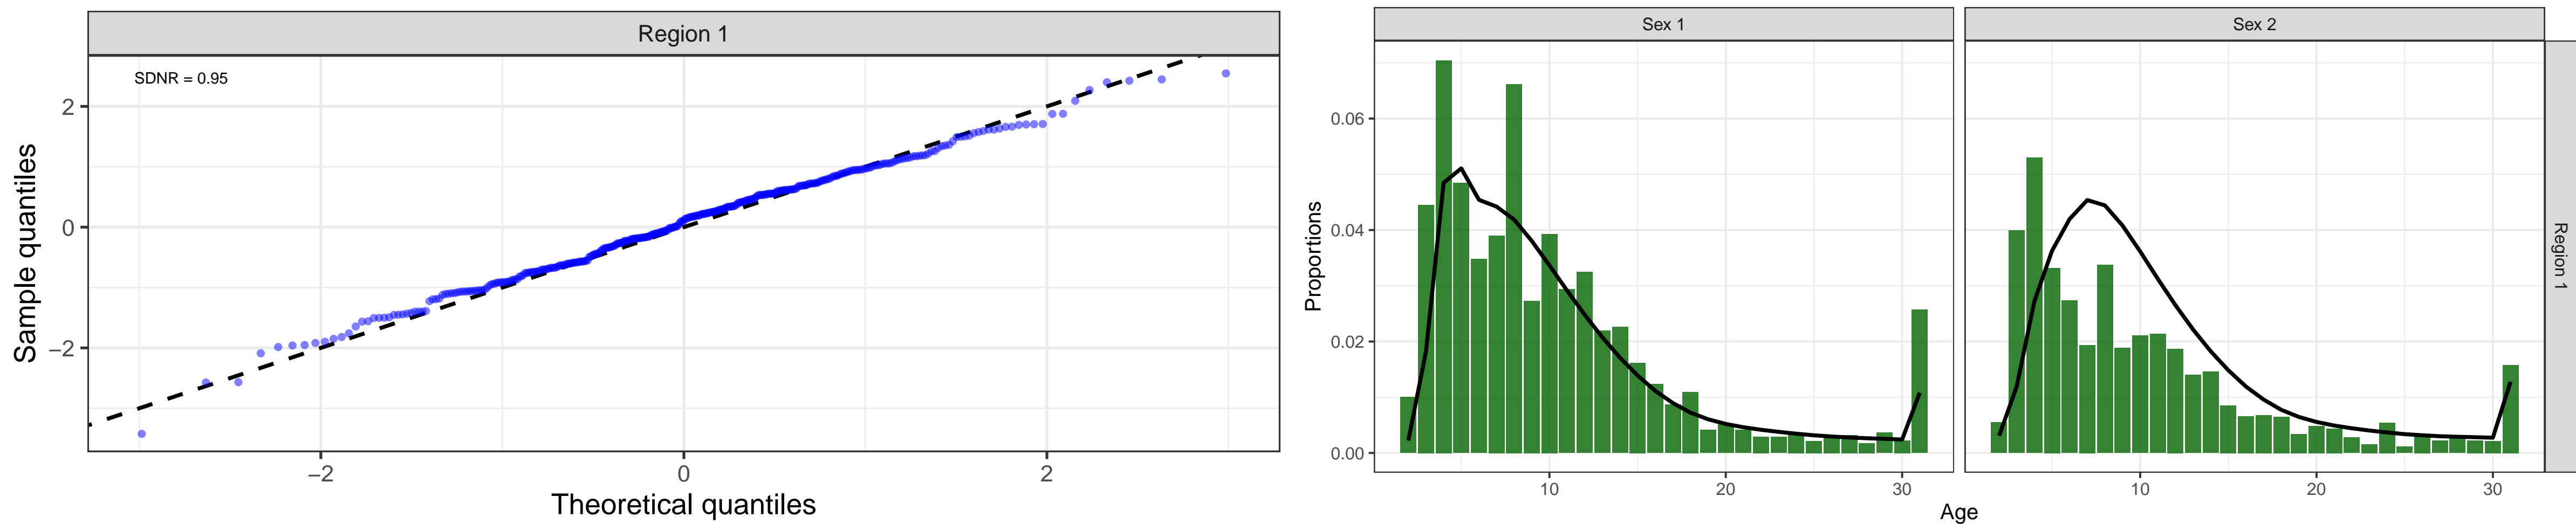 Region 1
SDNR = 0.95
Sample quantiles
2
0
−2
−2
0
2
Theoretical quantiles
Sex 1
Sex 2
Region 1
Proportions
0.06
0.04
0.02
0.00
10
20
30
10
20
30
Age